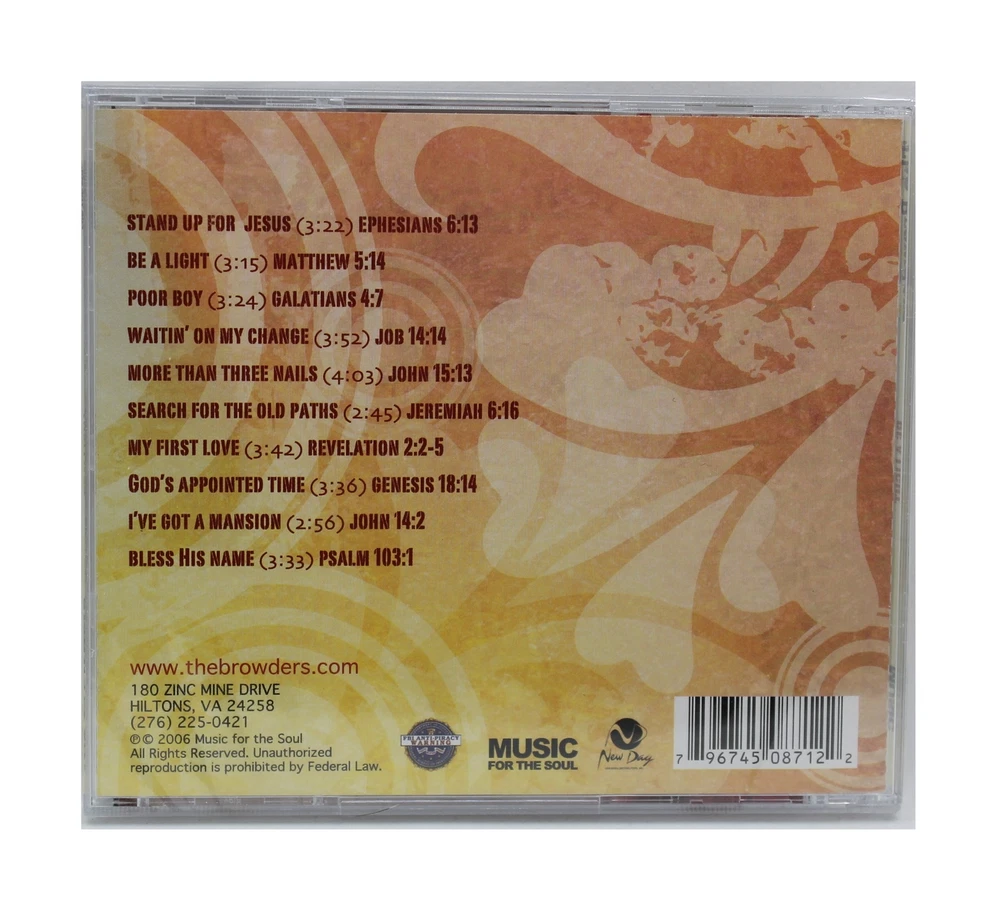 STAND UP FOR JESUS (3:22) EPHESIANS 6:13
BE A LIGHT (3:15) MATTHEW 5:14
POOR BOY (3:24) GALATIANS 4:7
WAITIN' ON MY CHANGE (3:52) JOB 14:14
MORE THAN THREE NAILS (4:03) JOHN 15:13
SEARCH FOR THE OLD PATHS (2:45) JEREMIAH 6:16
MY FIRST LOVE (3:42) REVELATION 2:2-5
GOD'S APPOINTED TIME (3:36) GENESIS 18:14
I'VE GOT A MANSION (2:56) JOHN 14:2
BLESS HIS NAME (3:33) PSALM 103:1
www.thebrowders.com
180 ZINC MINE DRIVE
HILTONS, VA 24258
(276) 225-0421
℗© 2006 Music for the Soul
All Rights Reserved. Unauthorized
reproduction is prohibited by Federal Law.
FBI ANTI-PIRACY
WARNING
MUSIC
FOR THE SOUL
New Day
7 96745 08712 2